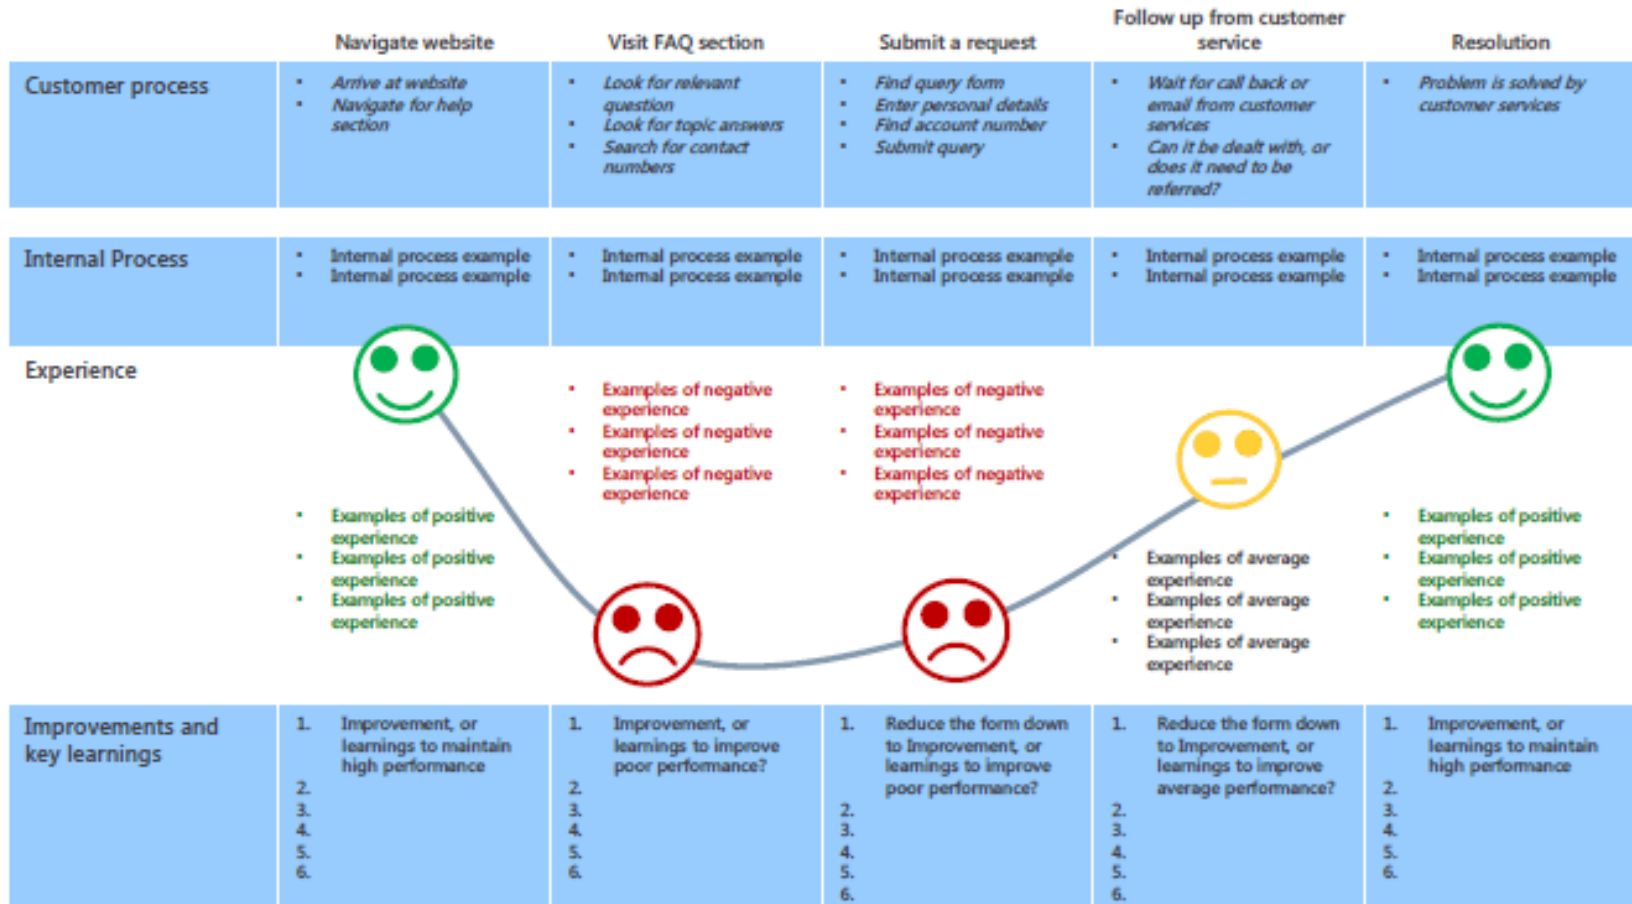 Navigate website
Visit FAQ section
Submit a request
Follow up from customer
service
Resolution
Customer process
• Arrive at website
• Navigate for help
section
• Look for relevant
question
• Look for topic answers
• Search for contact
numbers
• Find query form
• Enter personal details
• Find account number
• Submit query
• Wait for call back or
email from customer
services
• Can it be dealt with, or
does it need to be
referred?
• Problem is solved by
customer services
Internal Process
• Internal process example
• Internal process example
• Internal process example
• Internal process example
• Internal process example
• Internal process example
• Internal process example
• Internal process example
• Internal process example
• Internal process example
Experience
• Examples of positive
experience
• Examples of positive
experience
• Examples of positive
experience
• Examples of negative
experience
• Examples of negative
experience
• Examples of negative
experience
• Examples of negative
experience
• Examples of negative
experience
• Examples of negative
experience
• Examples of average
experience
• Examples of average
experience
• Examples of average
experience
• Examples of positive
experience
• Examples of positive
experience
• Examples of positive
experience
Improvements and
key learnings
1. Improvement, or
learnings to maintain
high performance
2.
3.
4.
5.
6.
1. Improvement, or
learnings to improve
poor performance?
2.
3.
4.
5.
6.
1. Reduce the form down
to Improvement, or
learnings to improve
poor performance?
2.
3.
4.
5.
6.
1. Reduce the form down
to Improvement, or
learnings to improve
average performance?
2.
3.
4.
5.
6.
1. Improvement, or
learnings to maintain
high performance
2.
3.
4.
5.
6.